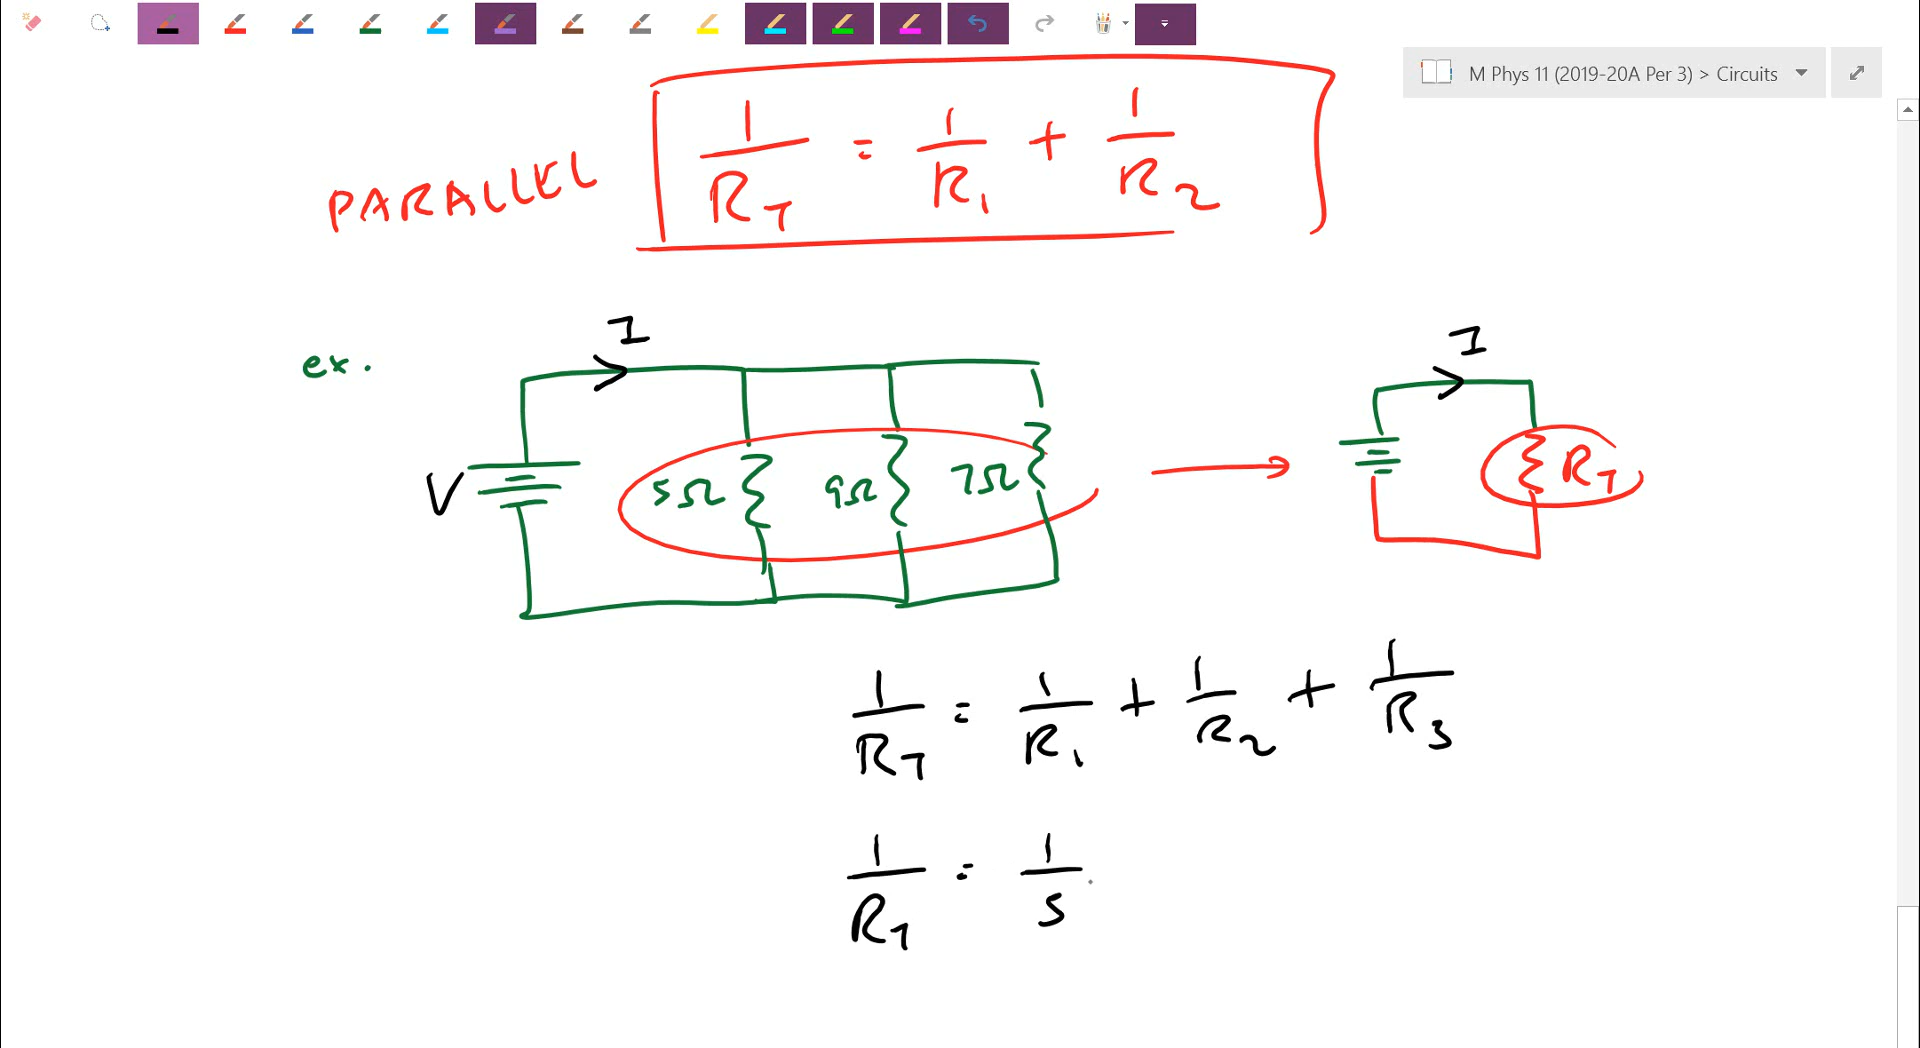 M Phys 11 (2019-20A Per 3) > Circuits
PARALLEL 1/R_T = 1/R_1 + 1/R_2
ex.
I
V
5Ω 9Ω 7Ω
I
R_T
1/R_T = 1/R_1 + 1/R_2 + 1/R_3
1/R_T = 1/5